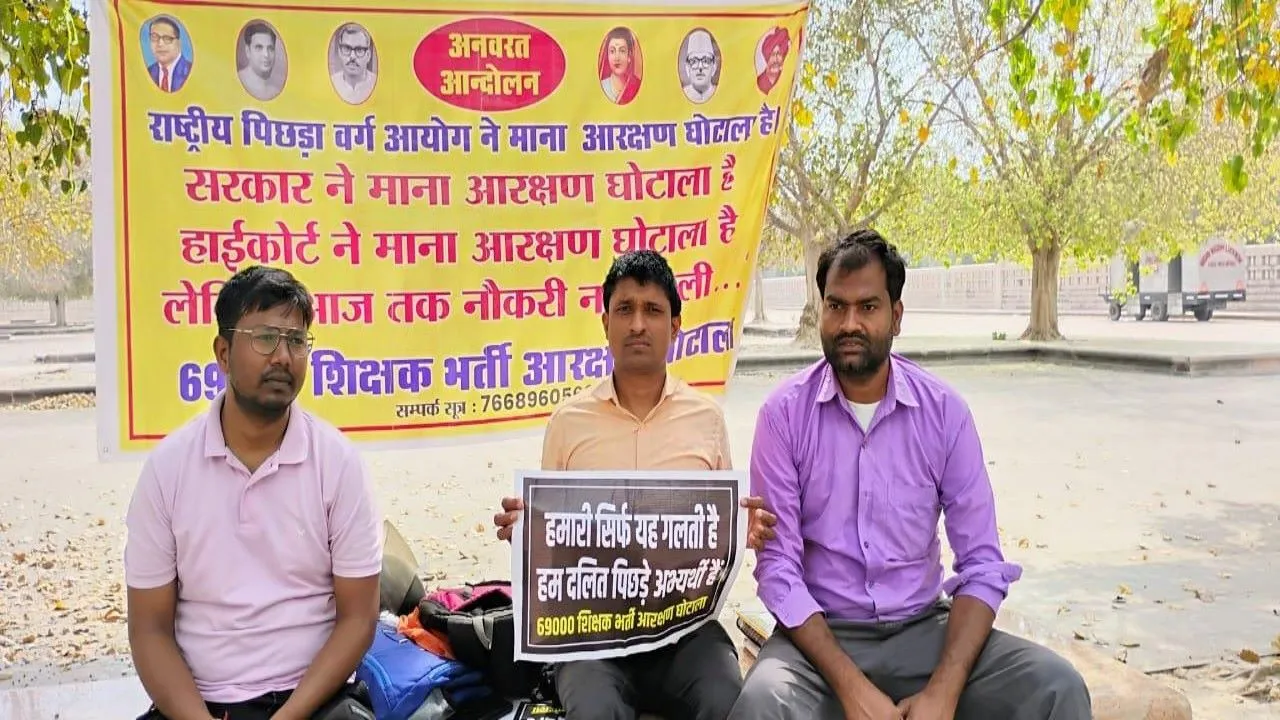 अनवरत
आन्दोलन
राष्ट्रीय पिछड़ा वर्ग आयोग ने माना आरक्षण घोटाला है।
सरकार ने माना आरक्षण घोटाला है
हाईकोर्ट ने माना आरक्षण घोटाला है
आज तक नौकरी
शिक्षक भर्ती
सम्पर्क सूत्र :
हमारी सिर्फ यह गलती है
हम दलित पिछड़े अभ्यर्थी हैं
69000 शिक्षक भर्ती आरक्षण घोटाला